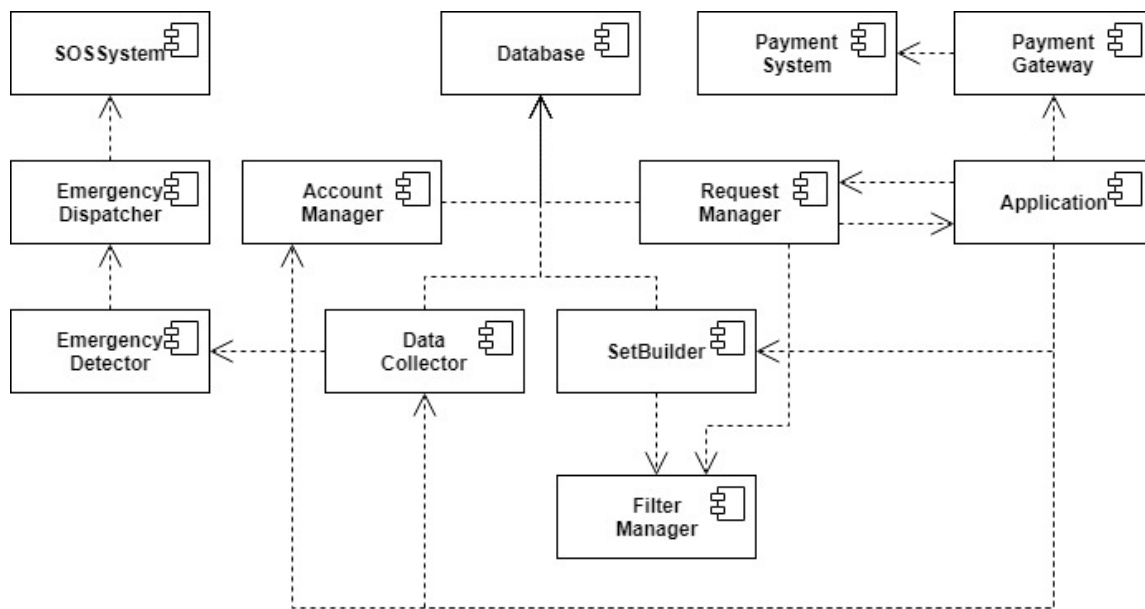 SOSSystem
Database
Payment
System
Payment
Gateway
Emergency
Dispatcher
Account
Manager
Request
Manager
Application
Emergency
Detector
Data
Collector
SetBuilder
Filter
Manager